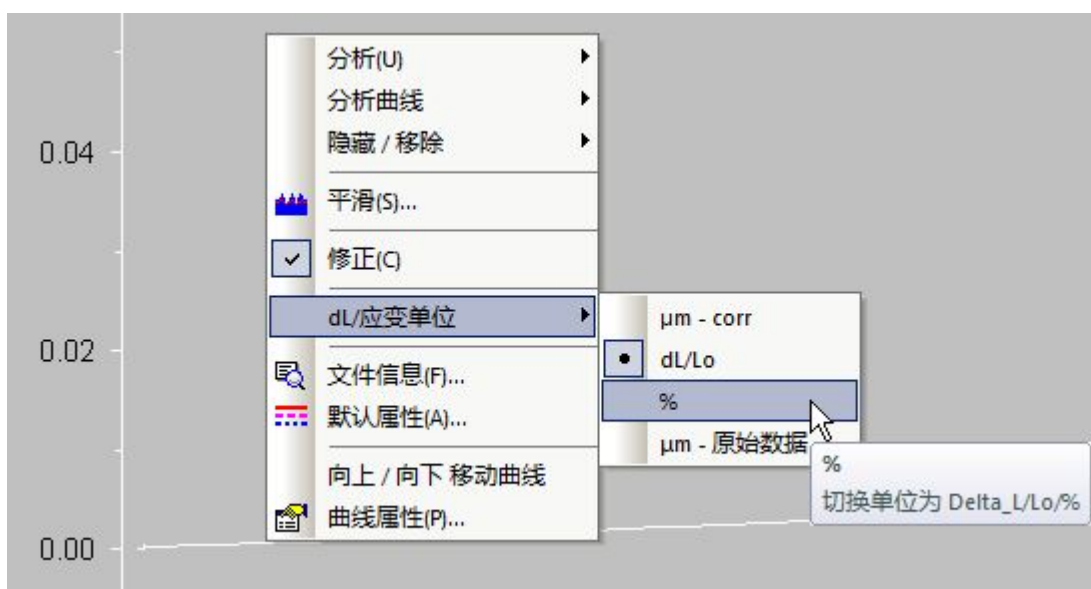 分析(U)
分析曲线
隐藏 / 移除
0.04
平滑(S)...
修正(C)
dL/应变单位
μm - corr
0.02
dL/Lo
文件信息(F)...
%
默认属性(A)...
μm - 原始数据
%
向上 / 向下 移动曲线
切换单位为 Delta_L/Lo/%
曲线属性(P)...
0.00